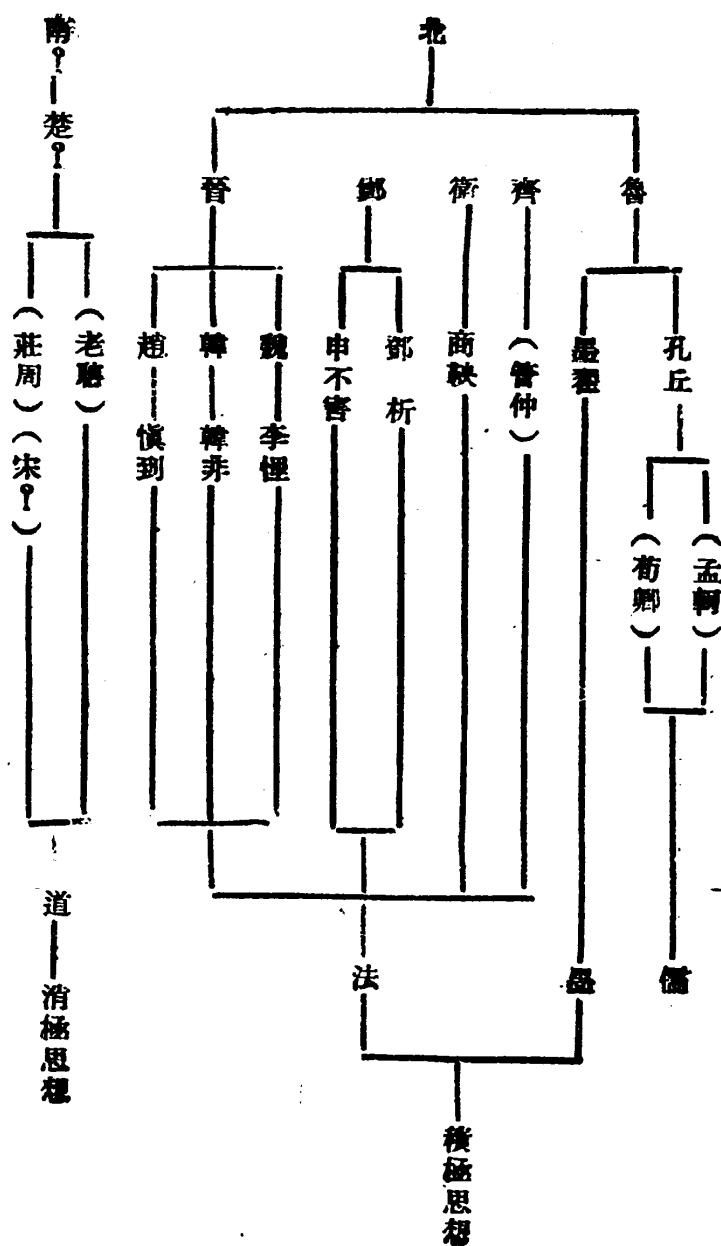 北
魯
齊
衛
鄭
晉
孔丘
墨翟
(管仲)
商鞅
鄧析
申不害
魏
李悝
韓
韓非
趙
愼到
(孟軻)
(荀卿)
儒
墨
法
積極思想
南?
楚?
(老聃)
(莊周)(宋?)
道
消極思想